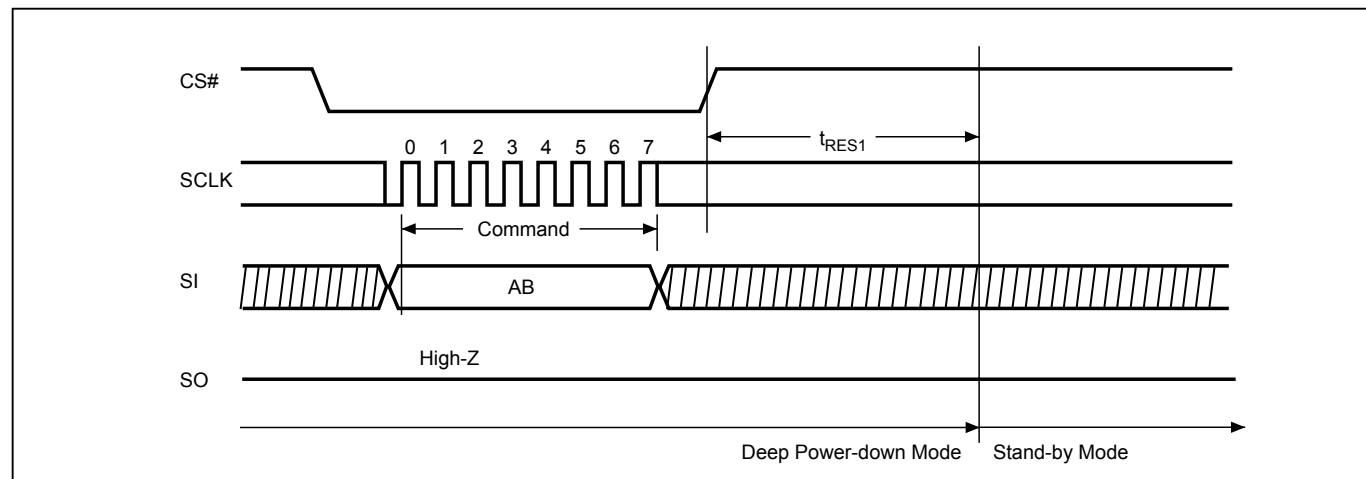 CS#
t_RES1
0 1 2 3 4 5 6 7
SCLK
Command
SI
AB
High-Z
SO
Deep Power-down Mode Stand-by Mode